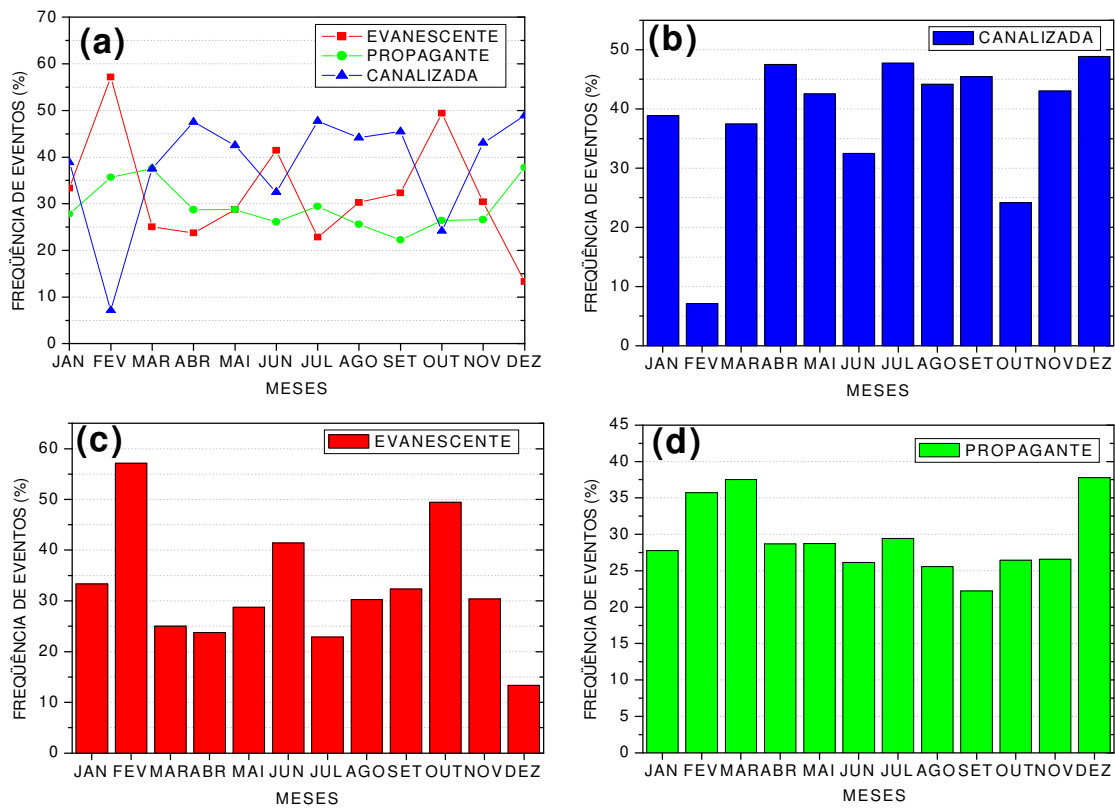 (a)
EVANESCENTE
PROPAGANTE
CANALIZADA
FREQÜÊNCIA DE EVENTOS (%)
70
60
50
40
30
20
10
0
JAN FEV MAR ABR MAI JUN JUL AGO SET OUT NOV DEZ
MESES
(b)
CANALIZADA
FREQÜÊNCIA DE EVENTOS (%)
50
40
30
20
10
0
JAN FEV MAR ABR MAI JUN JUL AGO SET OUT NOV DEZ
MESES
(c)
EVANESCENTE
FREQÜÊNCIA DE EVENTOS (%)
60
50
40
30
20
10
0
JAN FEV MAR ABR MAI JUN JUL AGO SET OUT NOV DEZ
MESES
(d)
PROPAGANTE
FREQÜÊNCIA DE EVENTOS (%)
45
40
35
30
25
20
15
10
5
0
JAN FEV MAR ABR MAI JUN JUL AGO SET OUT NOV DEZ
MESES